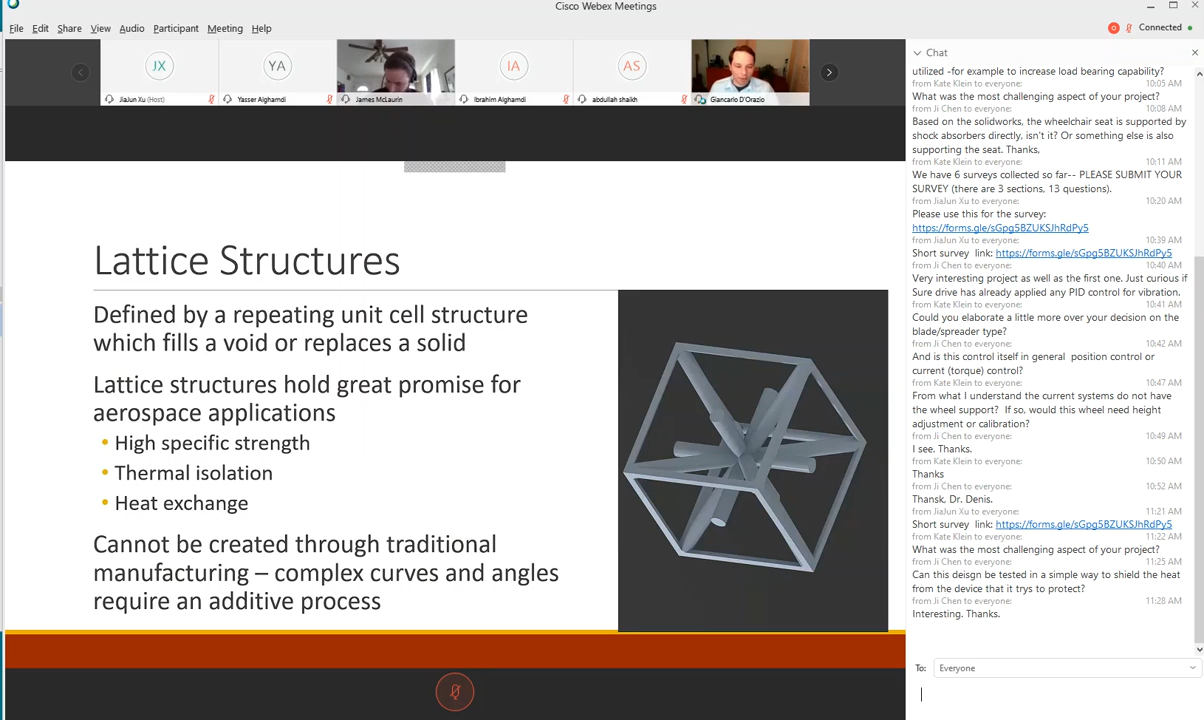 Cisco Webex Meetings
File Edit Share View Audio Participant Meeting Help
Connected
JX
JiaJun Xu (Host)
YA
Yasser Alghamdi
James McLaurin
IA
Ibrahim Alghamdi
AS
abdullah shaikh
Giancarlo D'Orazio
Lattice Structures
Defined by a repeating unit cell structure
which fills a void or replaces a solid
Lattice structures hold great promise for
aerospace applications
• High specific strength
• Thermal isolation
• Heat exchange
Cannot be created through traditional
manufacturing – complex curves and angles
require an additive process
Chat
utilized -for example to increase load bearing capability?
from Kate Klein to everyone: 10:05 AM
What was the most challenging aspect of your project?
from Ji Chen to everyone: 10:08 AM
Based on the solidworks, the wheelchair seat is supported by
shock absorbers directly, isn't it? Or something else is also
supporting the seat. Thanks,
from Kate Klein to everyone: 10:11 AM
We have 6 surveys collected so far-- PLEASE SUBMIT YOUR
SURVEY (there are 3 sections, 13 questions).
from JiaJun Xu to everyone: 10:20 AM
Please use this for the survey:
https://forms.gle/sGpg5BZUKSJhRdPy5
from JiaJun Xu to everyone: 10:39 AM
Short survey link: https://forms.gle/sGpg5BZUKSJhRdPy5
from Ji Chen to everyone: 10:40 AM
Very interesting project as well as the first one. Just curious if
Sure drive has already applied any PID control for vibration.
from Kate Klein to everyone: 10:41 AM
Could you elaborate a little more over your decision on the
blade/spreader type?
from Ji Chen to everyone: 10:42 AM
And is this control itself in general position control or
current (torque) control?
from Kate Klein to everyone: 10:47 AM
From what I understand the current systems do not have
the wheel support? If so, would this wheel need height
adjustment or calibration?
from Ji Chen to everyone: 10:49 AM
I see. Thanks.
from Kate Klein to everyone: 10:50 AM
Thanks
from Ji Chen to everyone: 10:52 AM
Thansk, Dr. Denis.
from JiaJun Xu to everyone: 11:21 AM
Short survey link: https://forms.gle/sGpg5BZUKSJhRdPy5
from Kate Klein to everyone: 11:22 AM
What was the most challenging aspect of your project?
from Ji Chen to everyone: 11:25 AM
Can this deisgn be tested in a simple way to shield the heat
from the device that it trys to protect?
from Ji Chen to everyone: 11:28 AM
Interesting. Thanks.
To: Everyone